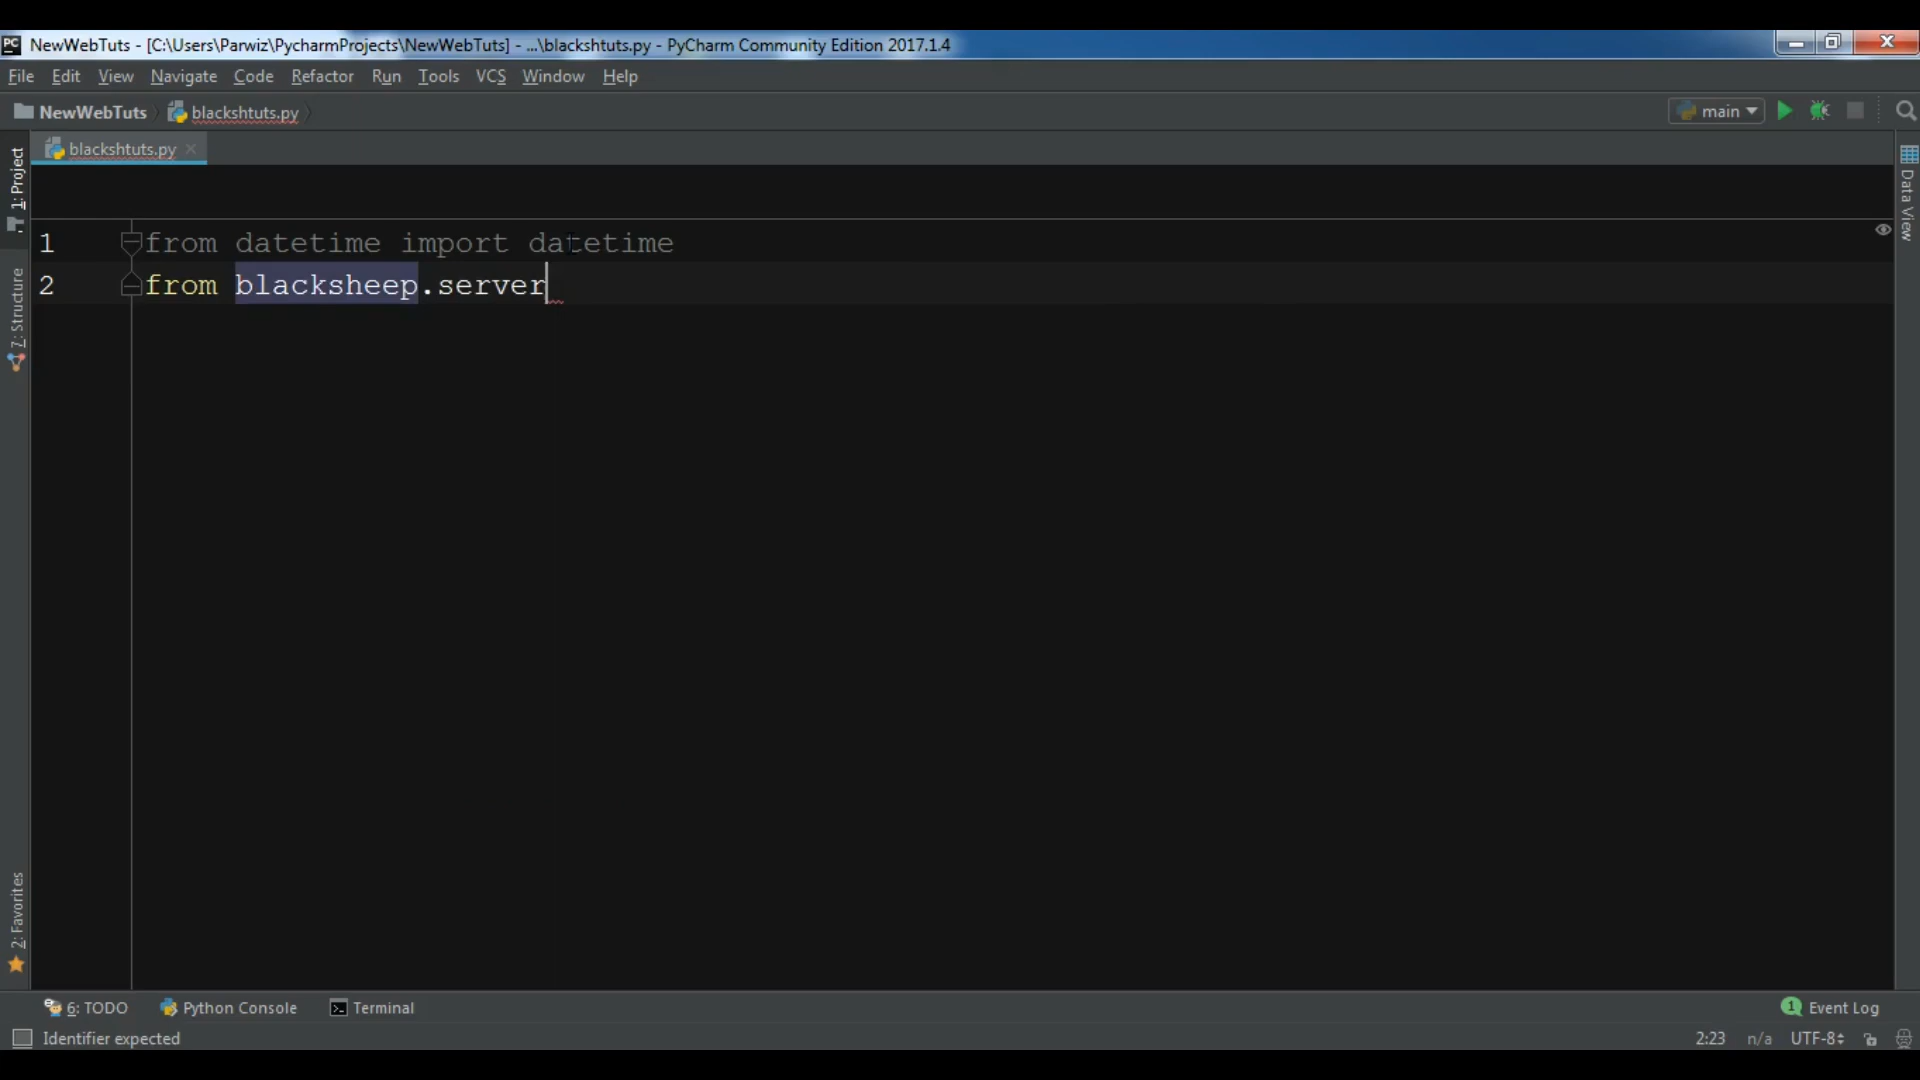 NewWebTuts - [C:\Users\Parwiz\PycharmProjects\NewWebTuts] - ...\blackshtuts.py - PyCharm Community Edition 2017.1.4
File Edit View Navigate Code Refactor Run Tools VCS Window Help
NewWebTuts blackshtuts.py main
blackshtuts.py
1: Project
7: Structure
2: Favorites
Data View
1 from datetime import datetime
2 from blacksheep.server
6: TODO Python Console Terminal 1 Event Log
Identifier expected 2:23 n/a UTF-8